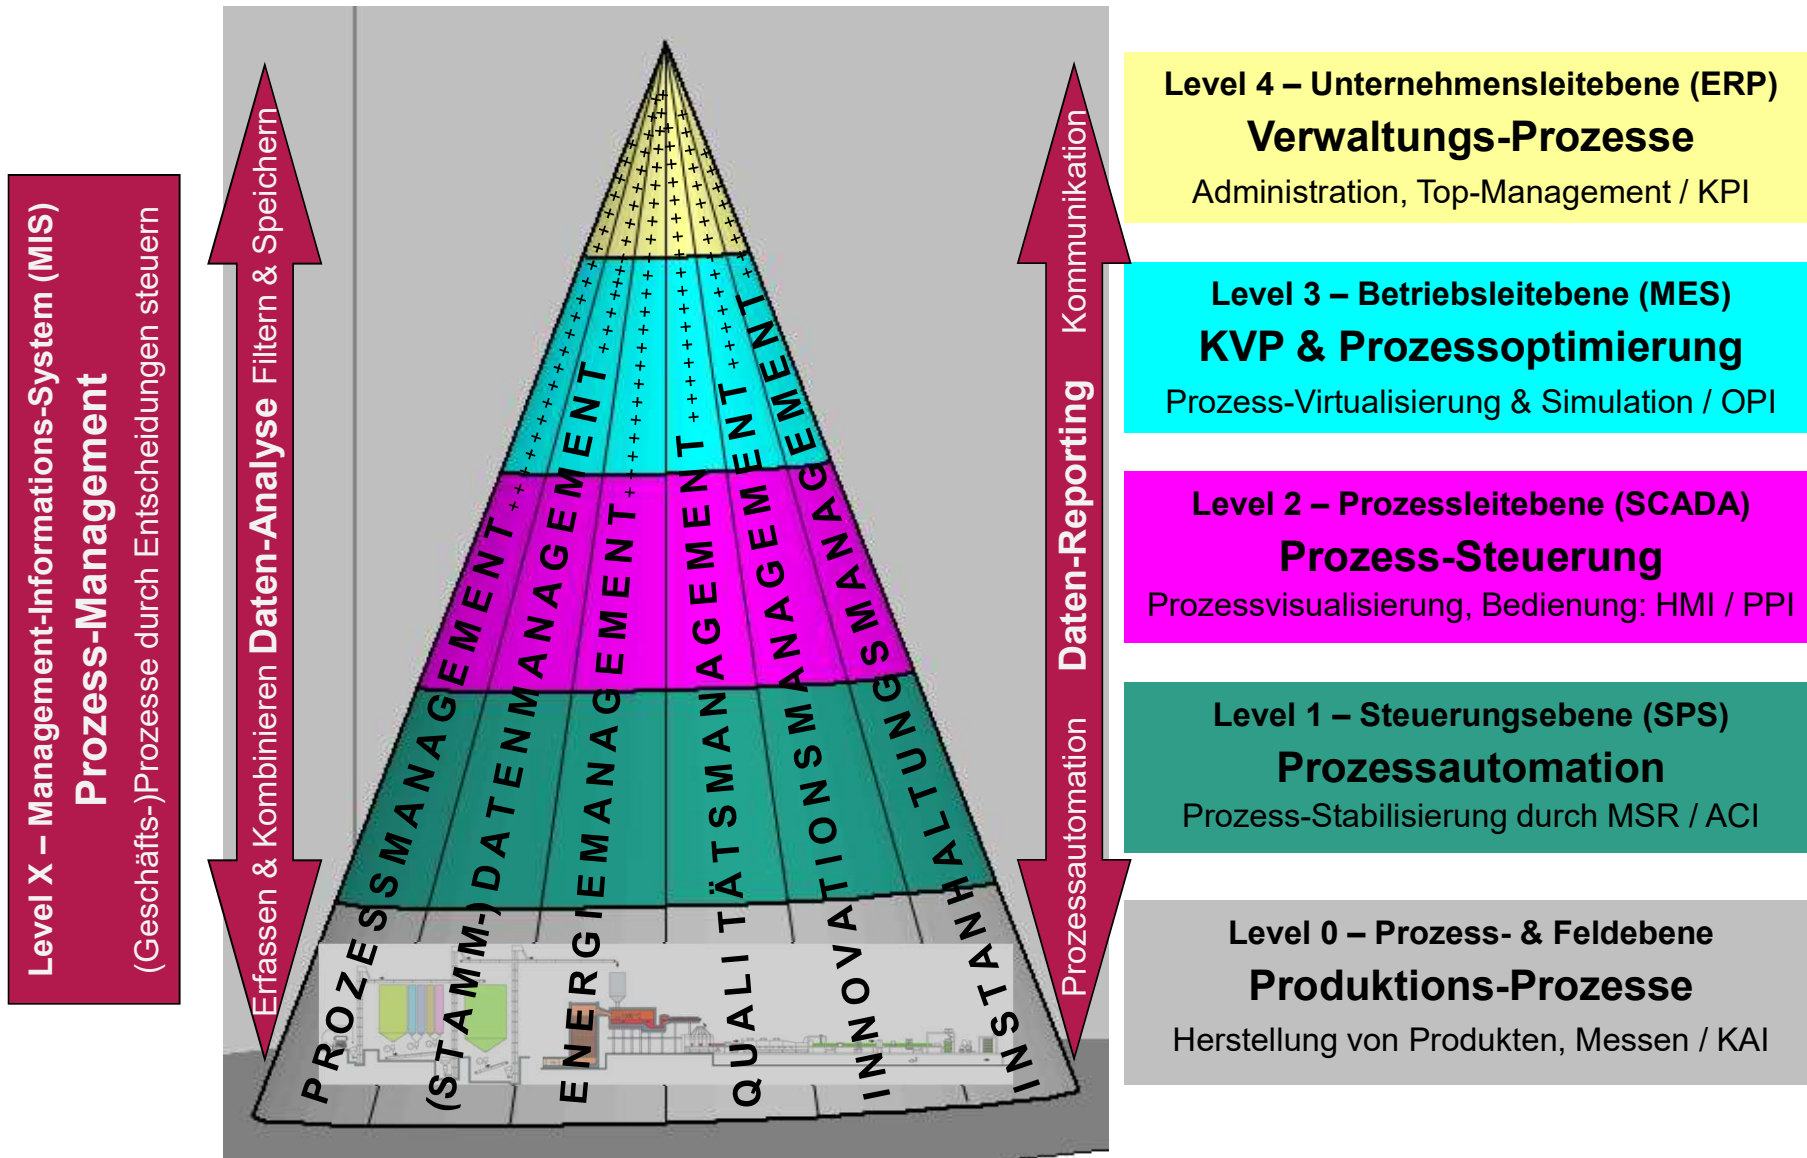 Level X – Management-Informations-System (MIS)
Prozess-Management
(Geschäfts-)Prozesse durch Entscheidungen steuern
Erfassen & Kombinieren Daten-Analyse Filtern & Speichern
PROZESSMANAGEMENT
(STAMM-)DATENMANAGEMENT
ENERGIEMANAGEMENT
QUALITÄTSMANAGEMENT
INNOVATIONSMANAGEMENT
INSTANHALTUNGSMANAGEMENT
Prozessautomation Daten-Reporting Kommunikation
Level 4 – Unternehmensleitebene (ERP)
Verwaltungs-Prozesse
Administration, Top-Management / KPI
Level 3 – Betriebsleitebene (MES)
KVP & Prozessoptimierung
Prozess-Virtualisierung & Simulation / OPI
Level 2 – Prozessleitebene (SCADA)
Prozess-Steuerung
Prozessvisualisierung, Bedienung: HMI / PPI
Level 1 – Steuerungsebene (SPS)
Prozessautomation
Prozess-Stabilisierung durch MSR / ACI
Level 0 – Prozess- & Feldebene
Produktions-Prozesse
Herstellung von Produkten, Messen / KAI